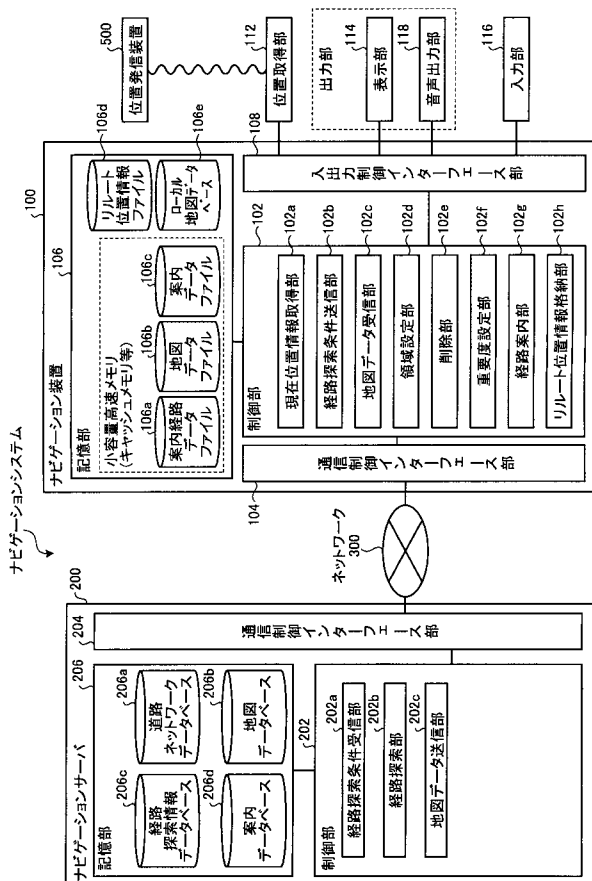 ナビゲーションシステム
ナビゲーションサーバ
200
記憶部
206
経路
探索情報
データベース
206c
道路
ネットワーク
データベース
206a
案内
データベース
206d
地図
データベース
206b
204
通信制御インターフェース部
制御部
202
経路探索条件受信部
202a
経路探索部
202b
地図データ送信部
202c
ネットワーク
300
ナビゲーション装置
100
記憶部
106
小容量高速メモリ
(キャッシュメモリ等)
案内経路
データ
ファイル
106a
地図
データ
ファイル
106b
案内
データ
ファイル
106c
リルート
位置情報
ファイル
106d
ローカル
地図データ
ベース
106e
104
通信制御インターフェース部
制御部
102
現在位置情報取得部
102a
経路探索条件送信部
102b
地図データ受信部
102c
領域設定部
102d
削除部
102e
重要度設定部
102f
経路案内部
102g
リルート位置情報格納部
102h
108
入出力制御インターフェース部
位置発信装置
500
位置取得部
112
出力部
表示部
114
音声出力部
118
入力部
116